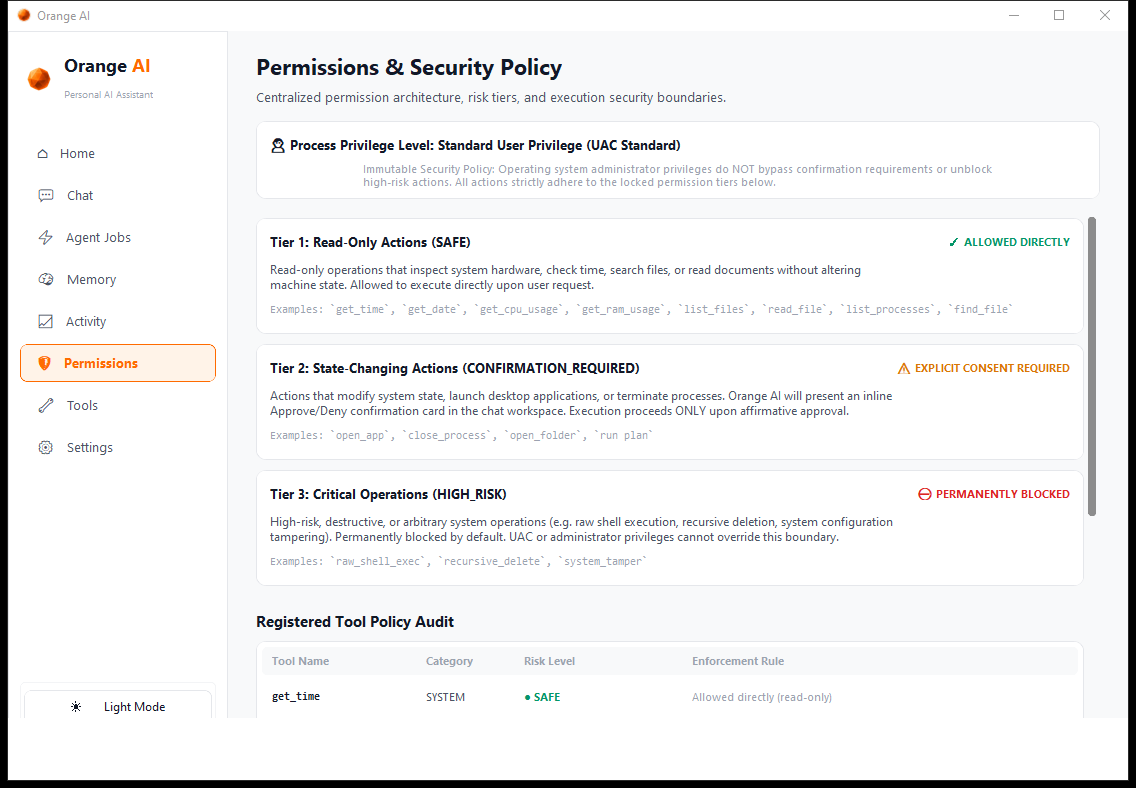 Orange AI
Orange AI
Personal AI Assistant
Home
Chat
Agent Jobs
Memory
Activity
Permissions
Tools
Settings
Light Mode
Permissions & Security Policy
Centralized permission architecture, risk tiers, and execution security boundaries.
Process Privilege Level: Standard User Privilege (UAC Standard)
Immutable Security Policy: Operating system administrator privileges do NOT bypass confirmation requirements or unblock
high-risk actions. All actions strictly adhere to the locked permission tiers below.
Tier 1: Read-Only Actions (SAFE)
✓ ALLOWED DIRECTLY
Read-only operations that inspect system hardware, check time, search files, or read documents without altering
machine state. Allowed to execute directly upon user request.
Examples: `get_time`, `get_date`, `get_cpu_usage`, `get_ram_usage`, `list_files`, `read_file`, `list_processes`, `find_file`
Tier 2: State-Changing Actions (CONFIRMATION_REQUIRED)
⚠ EXPLICIT CONSENT REQUIRED
Actions that modify system state, launch desktop applications, or terminate processes. Orange AI will present an inline
Approve/Deny confirmation card in the chat workspace. Execution proceeds ONLY upon affirmative approval.
Examples: `open_app`, `close_process`, `open_folder`, `run plan`
Tier 3: Critical Operations (HIGH_RISK)
PERMANENTLY BLOCKED
High-risk, destructive, or arbitrary system operations (e.g. raw shell execution, recursive deletion, system configuration
tampering). Permanently blocked by default. UAC or administrator privileges cannot override this boundary.
Examples: `raw_shell_exec`, `recursive_delete`, `system_tamper`
Registered Tool Policy Audit
Tool Name Category Risk Level Enforcement Rule
get_time SYSTEM ● SAFE Allowed directly (read-only)